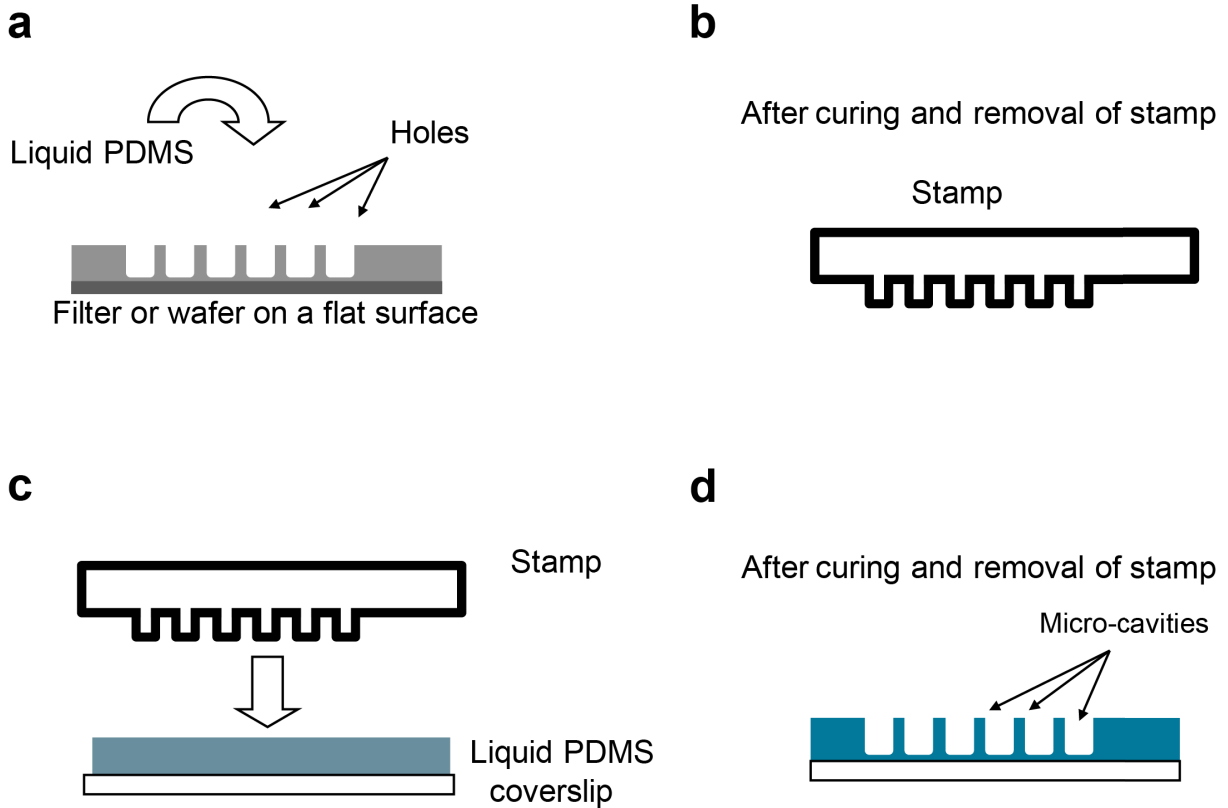 a
Liquid PDMS
Holes
Filter or wafer on a flat surface
b
After curing and removal of stamp
Stamp
c
Stamp
Liquid PDMS
coverslip
d
After curing and removal of stamp
Micro-cavities